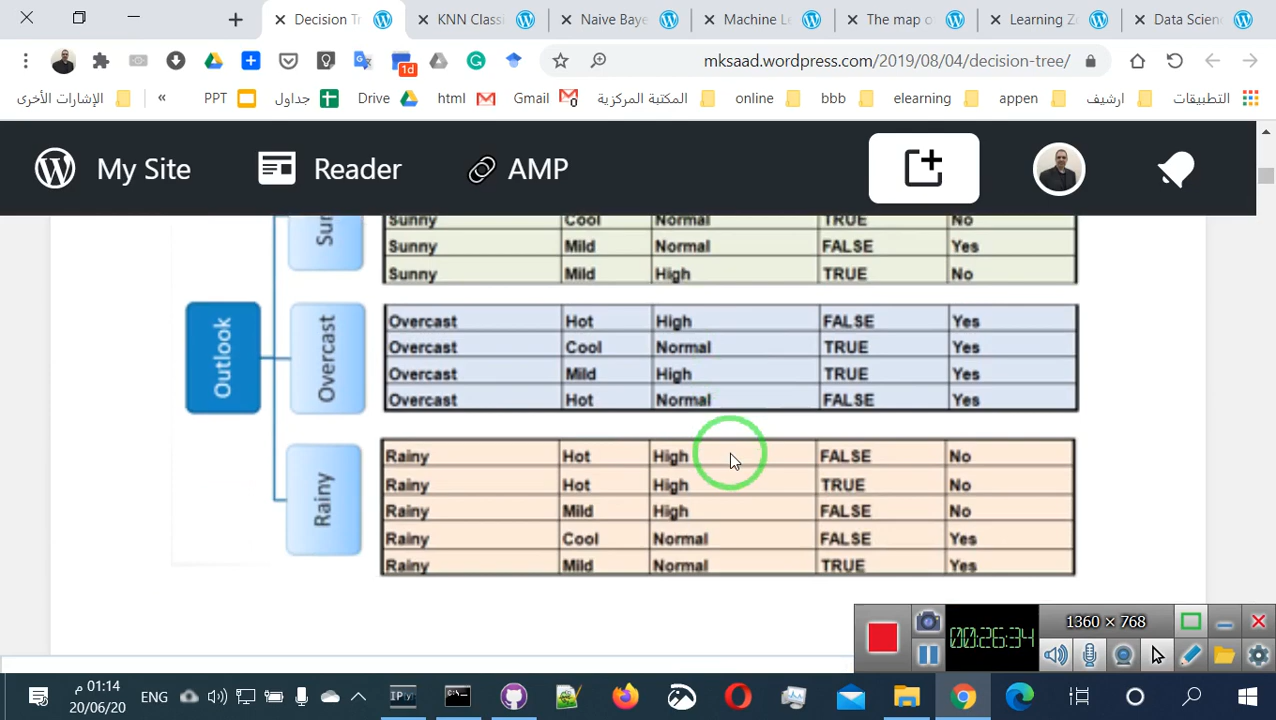 Decision Tr
KNN Classi
Naive Baye
Machine Le
The map o
Learning Z
Data Scien
1d
mksaad.wordpress.com/2019/08/04/decision-tree/
الإشارات الأخرى
«
PPT
جداول
Drive
html
Gmail
المكتبة المركزية
online
bbb
elearning
appen
ارشيف
التطبيقات
My Site
Reader
AMP
Outlook
Sun
Sunny Cool Normal TRUE No
Sunny Mild Normal FALSE Yes
Sunny Mild High TRUE No
Overcast
Overcast Hot High FALSE Yes
Overcast Cool Normal TRUE Yes
Overcast Mild High TRUE Yes
Overcast Hot Normal FALSE Yes
Rainy
Rainy Hot High FALSE No
Rainy Hot High TRUE No
Rainy Mild High FALSE No
Rainy Cool Normal FALSE Yes
Rainy Mild Normal TRUE Yes
00:26:34
1360 × 768
01:14 م
20/06/20
ENG
IPy